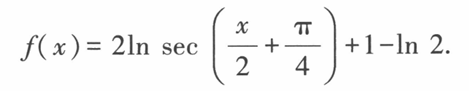 f(x) = 2ln sec (x/2 + π/4) + 1 − ln 2.